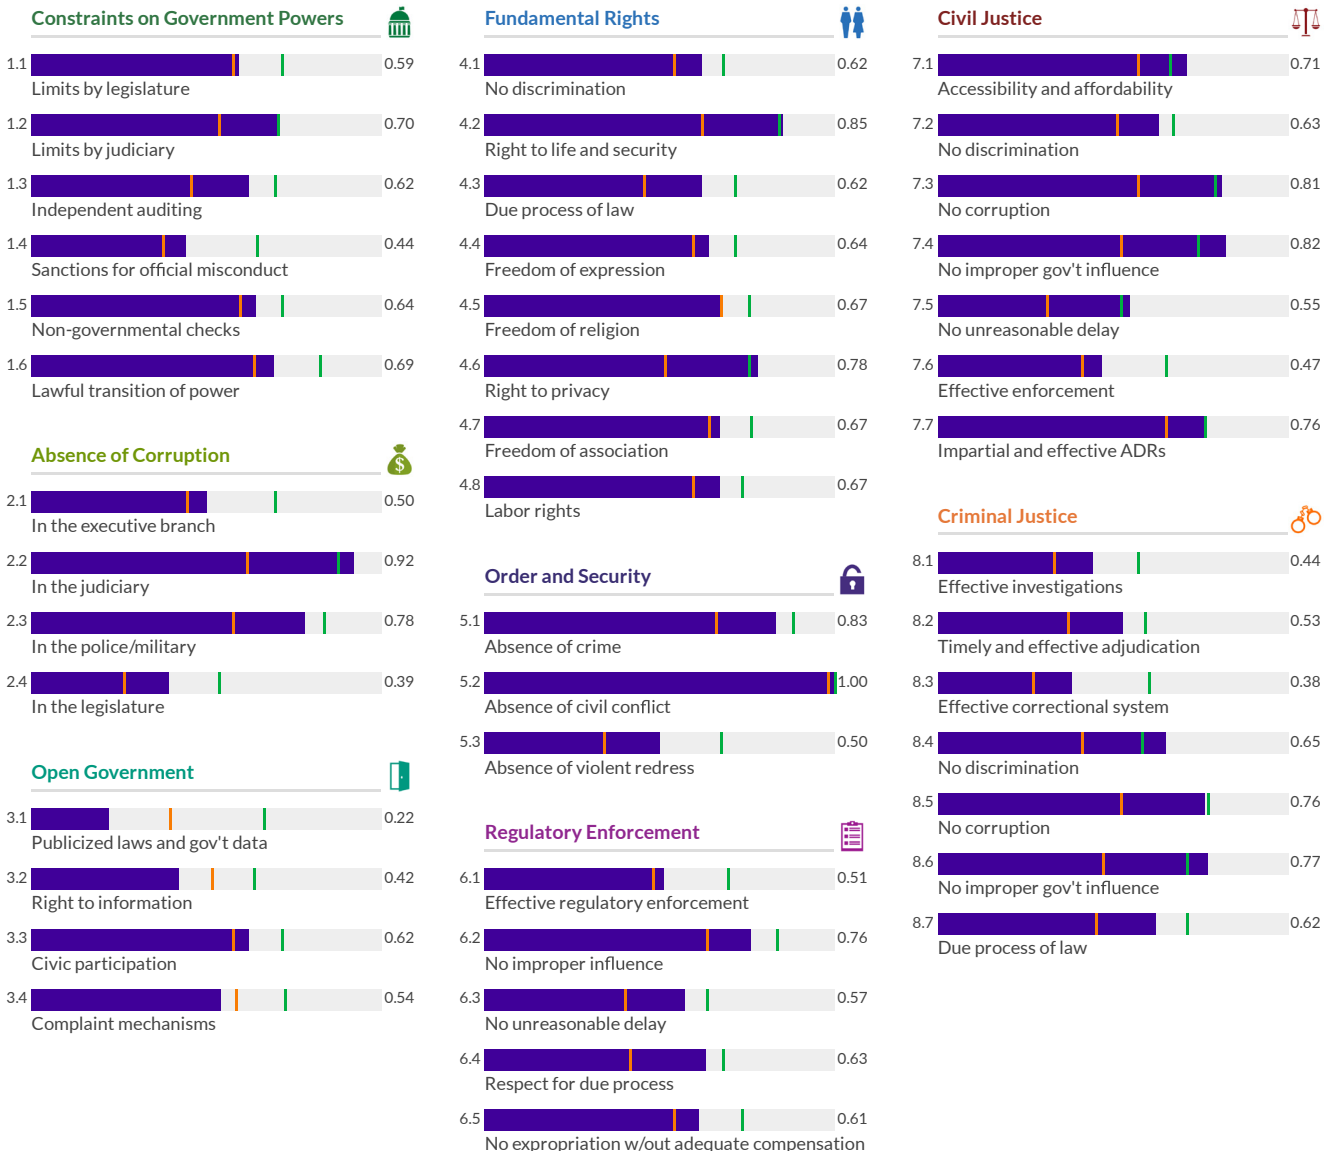 Constraints on Government Powers
1.1 0.59
Limits by legislature
1.2 0.70
Limits by judiciary
1.3 0.62
Independent auditing
1.4 0.44
Sanctions for official misconduct
1.5 0.64
Non-governmental checks
1.6 0.69
Lawful transition of power
Absence of Corruption
$
2.1 0.50
In the executive branch
2.2 0.92
In the judiciary
2.3 0.78
In the police/military
2.4 0.39
In the legislature
Open Government
3.1 0.22
Publicized laws and gov't data
3.2 0.42
Right to information
3.3 0.62
Civic participation
3.4 0.54
Complaint mechanisms
Fundamental Rights
4.1 0.62
No discrimination
4.2 0.85
Right to life and security
4.3 0.62
Due process of law
4.4 0.64
Freedom of expression
4.5 0.67
Freedom of religion
4.6 0.78
Right to privacy
4.7 0.67
Freedom of association
4.8 0.67
Labor rights
Order and Security
5.1 0.83
Absence of crime
5.2 1.00
Absence of civil conflict
5.3 0.50
Absence of violent redress
Regulatory Enforcement
6.1 0.51
Effective regulatory enforcement
6.2 0.76
No improper influence
6.3 0.57
No unreasonable delay
6.4 0.63
Respect for due process
6.5 0.61
No expropriation w/out adequate compensation
Civil Justice
7.1 0.71
Accessibility and affordability
7.2 0.63
No discrimination
7.3 0.81
No corruption
7.4 0.82
No improper gov't influence
7.5 0.55
No unreasonable delay
7.6 0.47
Effective enforcement
7.7 0.76
Impartial and effective ADRs
Criminal Justice
8.1 0.44
Effective investigations
8.2 0.53
Timely and effective adjudication
8.3 0.38
Effective correctional system
8.4 0.65
No discrimination
8.5 0.76
No corruption
8.6 0.77
No improper gov't influence
8.7 0.62
Due process of law